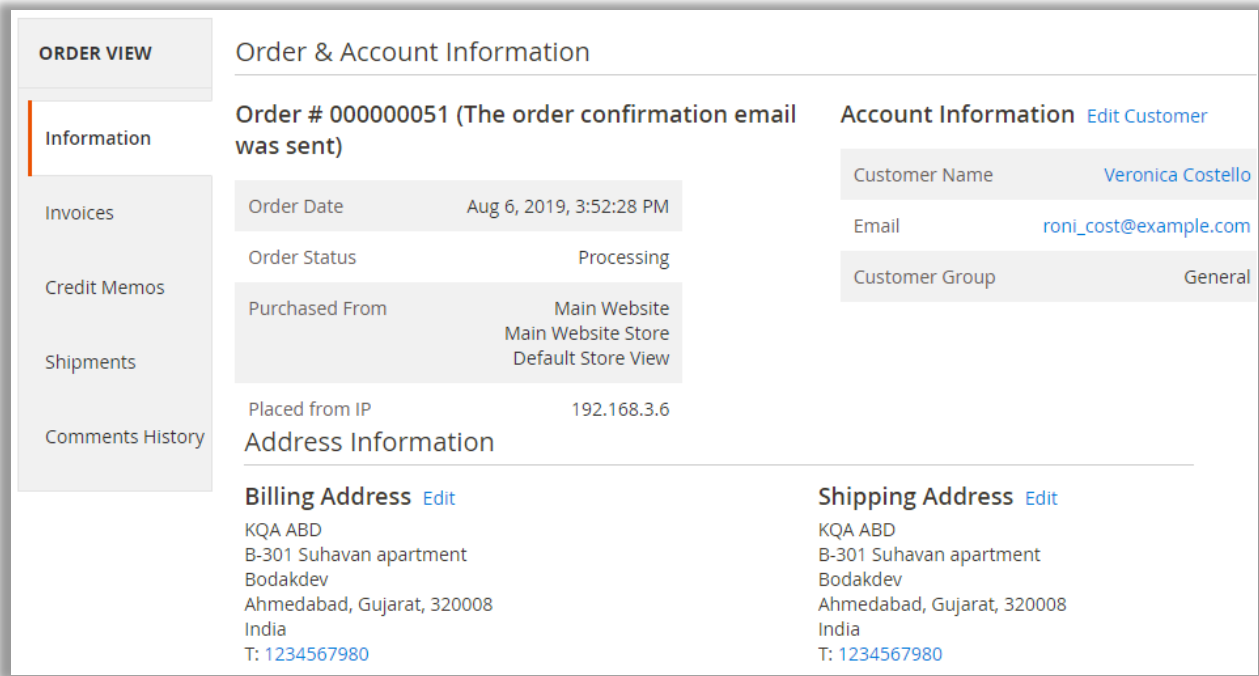 ORDER VIEW
Information
Invoices
Credit Memos
Shipments
Comments History
Order & Account Information
Order # 000000051 (The order confirmation email
was sent)
Order Date Aug 6, 2019, 3:52:28 PM
Order Status Processing
Purchased From Main Website
Main Website Store
Default Store View
Placed from IP 192.168.3.6
Account Information Edit Customer
Customer Name Veronica Costello
Email roni_cost@example.com
Customer Group General
Address Information
Billing Address Edit
KQA ABD
B-301 Suhavan apartment
Bodakdev
Ahmedabad, Gujarat, 320008
India
T: 1234567980
Shipping Address Edit
KQA ABD
B-301 Suhavan apartment
Bodakdev
Ahmedabad, Gujarat, 320008
India
T: 1234567980